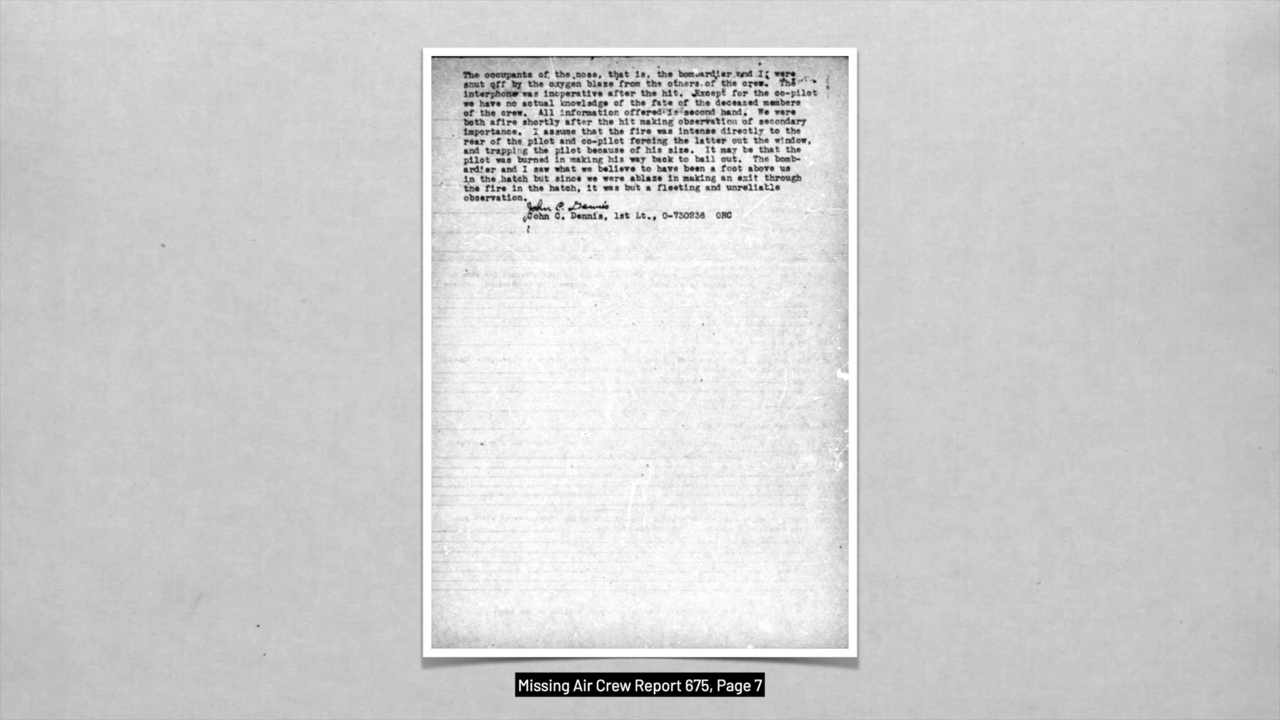 The occupants of the nose, that is, the bombardier and I, were
shut off by the oxygen blaze from the others of the crew. The
interphone was inoperative after the hit. Except for the co-pilot
we have no actual knowledge of the fate of the deceased members
of the crew. All information offered is second hand. We were
both afire shortly after the hit making observation of secondary
importance. I assume that the fire was intense directly to the
rear of the pilot and co-pilot forcing the latter out the window,
and trapping the pilot because of his size. It may be that the
pilot was burned in making his way back to bail out. The bomb-
ardier and I saw what we believe to have been a foot above us
in the hatch but since we were ablaze in making an exit through
the fire in the hatch, it was but a fleeting and unreliable
observation.
John C. Dennis
John C. Dennis, 1st Lt., O-730236 ORC
Missing Air Crew Report 675, Page 7